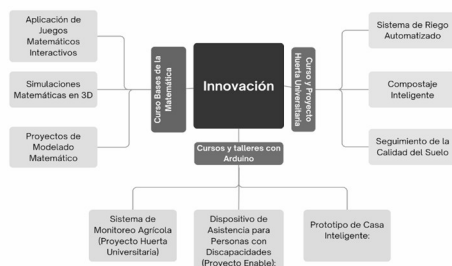 Aplicación de
Juegos
Matemáticos
Interactivos
Simulaciones
Matemáticas en 3D
Proyectos de
Modelado
Matemático
Curso Bases de la
Matemática
Innovación
Curso y Proyecto
Huerta Universitaria
Sistema de Riego
Automatizado
Compostaje
Inteligente
Seguimiento de la
Calidad del Suelo
Cursos y talleres con
Arduino
Sistema de
Monitoreo Agrícola
(Proyecto Huerta
Universitaria)
Dispositivo de
Asistencia para
Personas con
Discapacidades
(Proyecto Enable):
Prototipo de Casa
Inteligente: